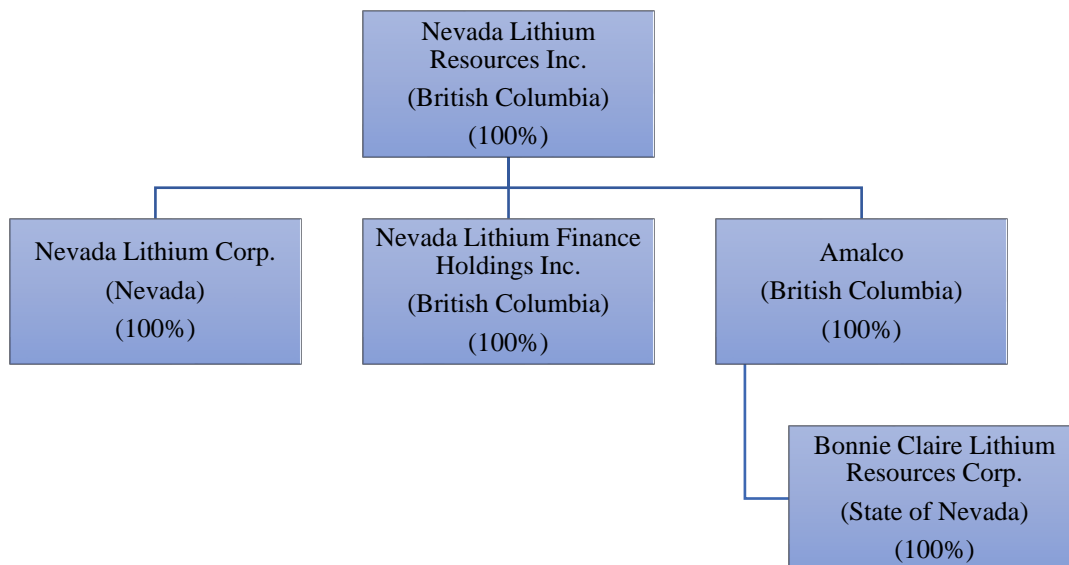 Nevada Lithium
Resources Inc.
(British Columbia)
(100%)
Nevada Lithium Corp.
(Nevada)
(100%)
Nevada Lithium Finance
Holdings Inc.
(British Columbia)
(100%)
Amalco
(British Columbia)
(100%)
Bonnie Claire Lithium
Resources Corp.
(State of Nevada)
(100%)